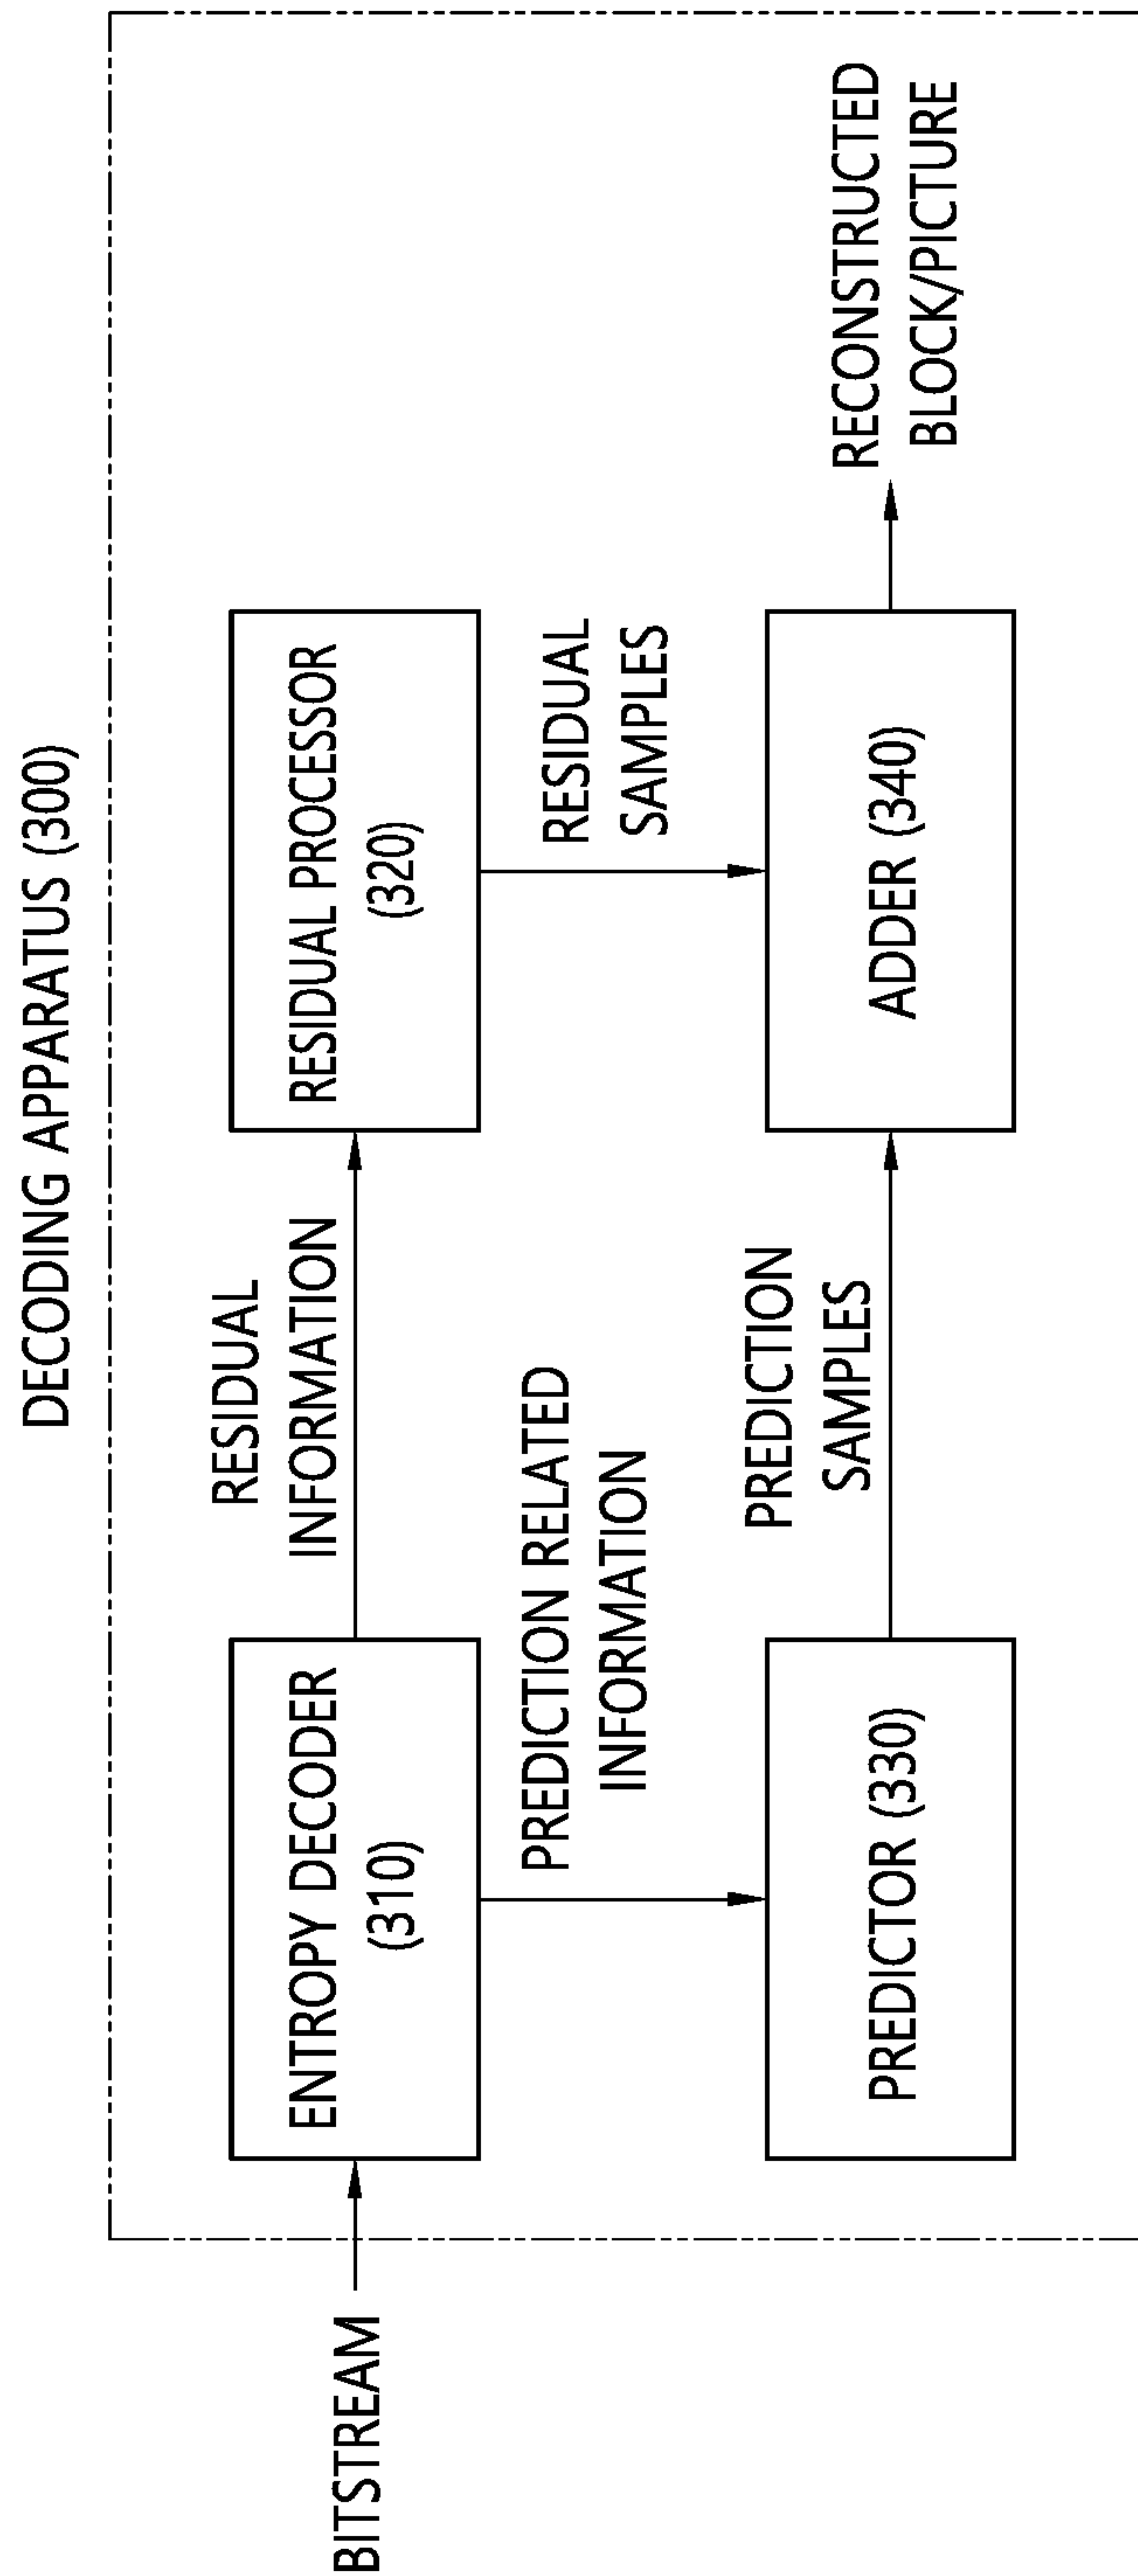 DECODING APPARATUS (300)
BITSTREAM
ENTROPY DECODER
(310)
RESIDUAL
INFORMATION
RESIDUAL PROCESSOR
(320)
PREDICTION RELATED
INFORMATION
RESIDUAL
SAMPLES
PREDICTOR (330)
PREDICTION
SAMPLES
ADDER (340)
RECONSTRUCTED
BLOCK/PICTURE